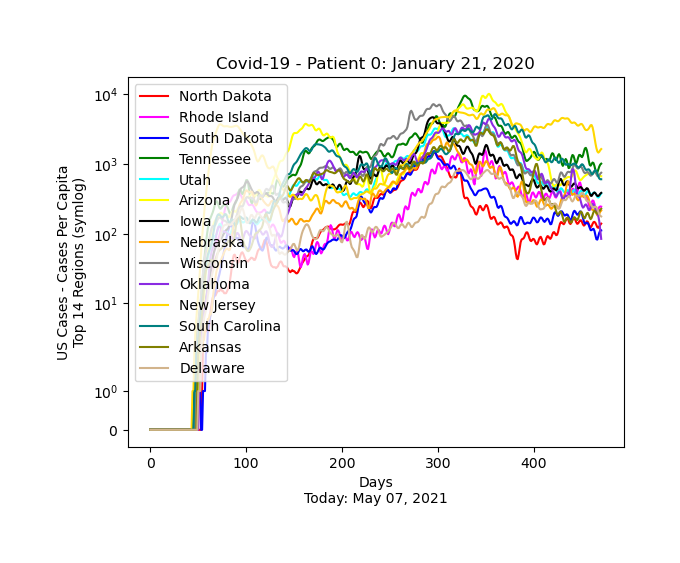 Covid-19 - Patient 0: January 21, 2020
US Cases - Cases Per Capita
Top 14 Regions (symlog)
10^4
10^3
10^2
10^1
10^0
0
North Dakota
Rhode Island
South Dakota
Tennessee
Utah
Arizona
Iowa
Nebraska
Wisconsin
Oklahoma
New Jersey
South Carolina
Arkansas
Delaware
0 100 200 300 400
Days
Today: May 07, 2021